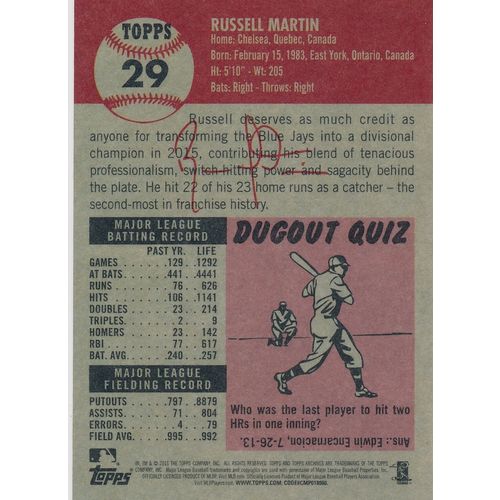 TOPPS
29
RUSSELL MARTIN
Home: Chelsea, Quebec, Canada
Born: February 15, 1983, East York, Ontario, Canada
Ht: 5'10" - Wt: 205
Bats: Right - Throws: Right
Russell deserves as much credit as
anyone for transforming the Blue Jays into a divisional
champion in 2015, contributing his blend of tenacious
professionalism, switch-hitting power and sagacity behind
the plate. He hit 22 of his 23 home runs as a catcher – the
second-most in franchise history.
MAJOR LEAGUE
BATTING RECORD
PAST YR. LIFE
GAMES . . . . . 129 . . 1292
AT BATS . . . . 441 . . 4441
RUNS . . . . . . 76 . . . 626
HITS . . . . . . 106 . . 1141
DOUBLES . . . 23 . . . 214
TRIPLES . . . . . 2 . . . . 9
HOMERS . . . . 23 . . . 142
RBI . . . . . . . 77 . . . 617
BAT. AVG. . . .240 . . .257
MAJOR LEAGUE
FIELDING RECORD
PUTOUTS . . . 797 . . 8879
ASSISTS . . . . 71 . . . 804
ERRORS . . . . . 4 . . . . 79
FIELD AVG. . . .995 . . .992
DUGOUT QUIZ
Who was the last player to hit two
HRs in one inning?
Ans.: Edwin Encarnacion, 7-26-13.
Topps